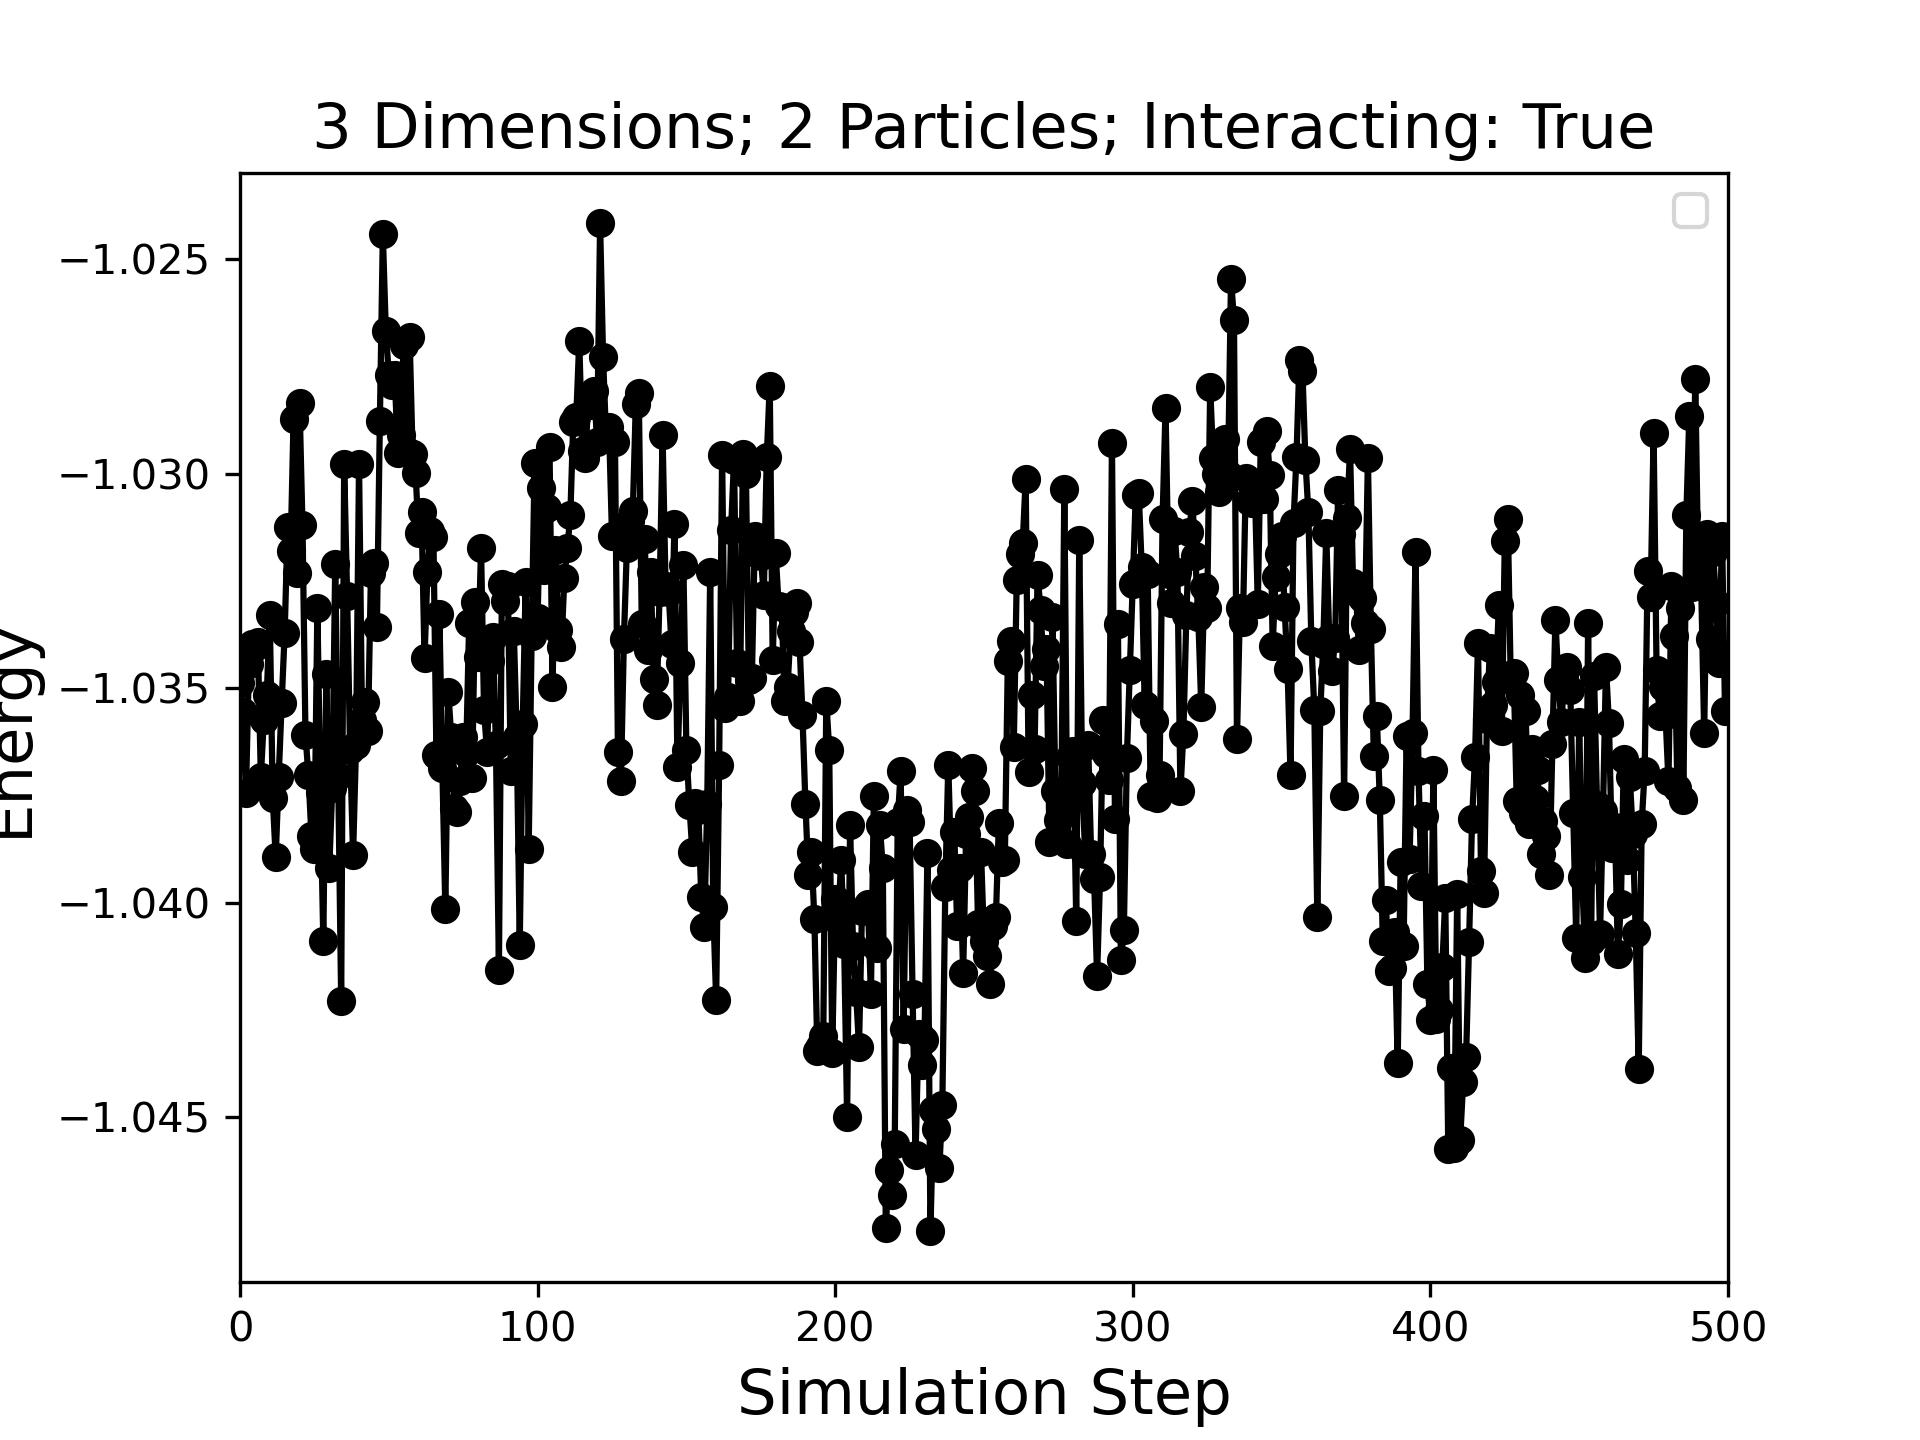 3 Dimensions; 2 Particles; Interacting: True
−1.025
−1.030
−1.035
−1.040
−1.045
Energy
0 100 200 300 400 500
Simulation Step